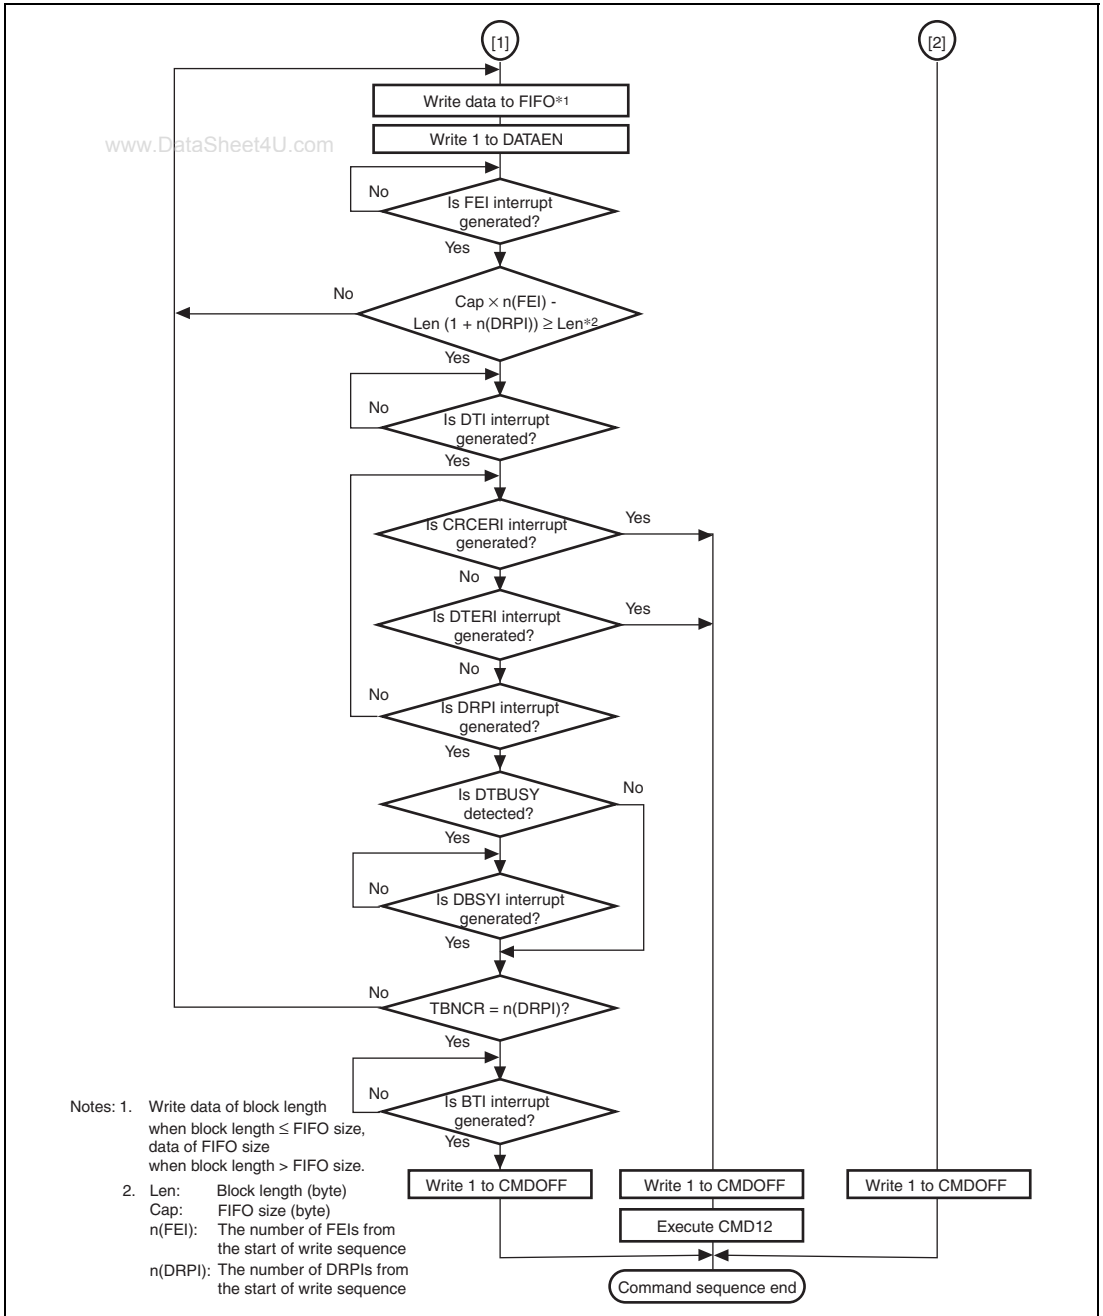 [1]
[2]
Write data to FIFO*1
www.DataSheet4U.com
Write 1 to DATAEN
No
Is FEI interrupt
generated?
Yes
No
Cap × n(FEI) -
Len (1 + n(DRPI)) ≥ Len*2
Yes
No
Is DTI interrupt
generated?
Yes
Is CRCERI interrupt
generated?
Yes
No
Is DTERI interrupt
generated?
Yes
No
No
Is DRPI interrupt
generated?
Yes
Is DTBUSY
detected?
No
Yes
No
Is DBSYI interrupt
generated?
Yes
No
TBNCR = n(DRPI)?
Yes
No
Is BTI interrupt
generated?
Yes
Write 1 to CMDOFF
Write 1 to CMDOFF
Write 1 to CMDOFF
Execute CMD12
Command sequence end
Notes: 1. Write data of block length
when block length ≤ FIFO size,
data of FIFO size
when block length > FIFO size.
2. Len: Block length (byte)
Cap: FIFO size (byte)
n(FEI): The number of FEIs from
the start of write sequence
n(DRPI): The number of DRPIs from
the start of write sequence